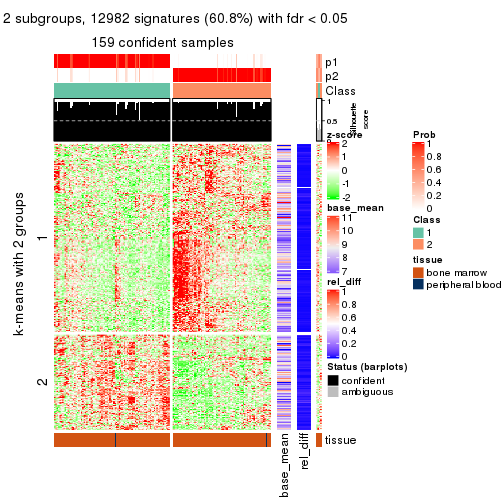 2 subgroups, 12982 signatures (60.8%) with fdr < 0.05
159 confident samples
p1
p2
Class
1
0.5
0
Silhouette
score
k-means with 2 groups
1
2
z-score
2
1
0
-1
-2
base_mean
11
10
9
8
7
rel_diff
1
0.8
0.6
0.4
0.2
0
Status (barplots)
confident
ambiguous
Prob
1
0.8
0.6
0.4
0.2
0
Class
1
2
tissue
bone marrow
peripheral blood
tissue
base_mean
rel_diff